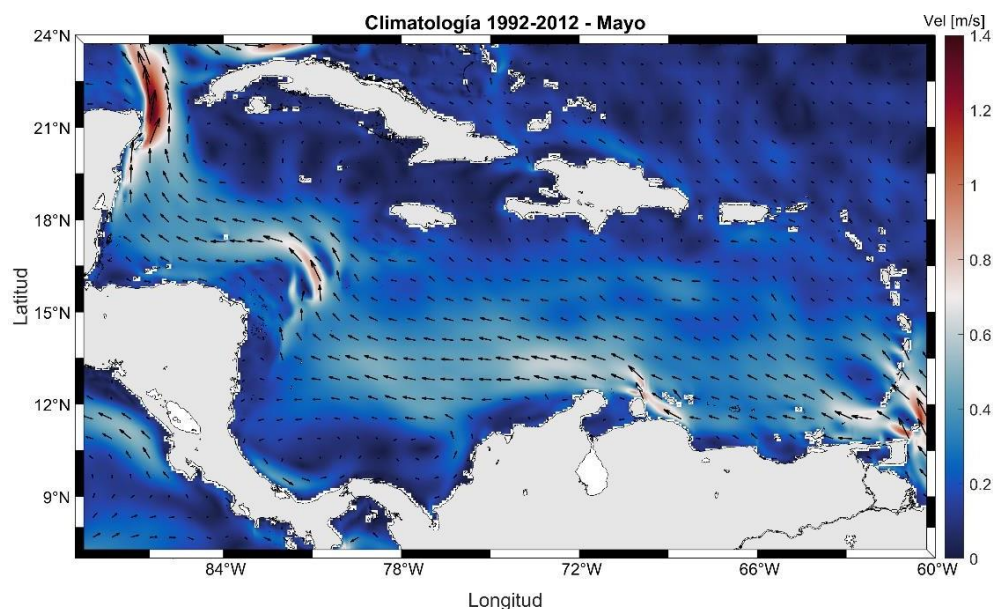 Climatología 1992-2012 - Mayo
Vel [m/s]
24°N
21°N
18°N
15°N
12°N
9°N
Latitud
84°W
78°W
72°W
66°W
60°W
Longitud
1.4
1.2
1
0.8
0.6
0.4
0.2
0